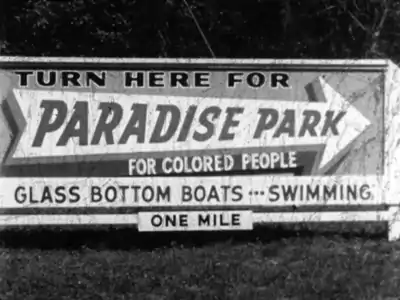 TURN HERE FOR
PARADISE PARK
FOR COLORED PEOPLE
GLASS BOTTOM BOATS --- SWIMMING
ONE MILE